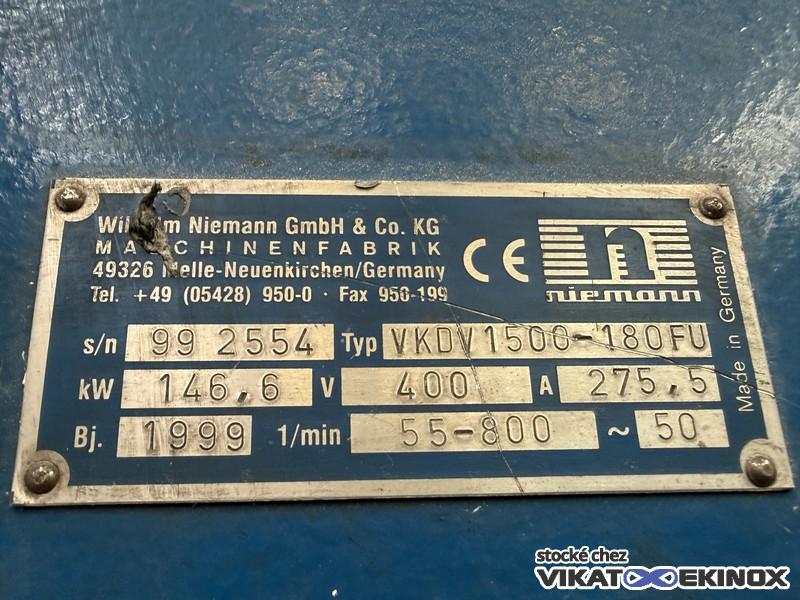 Wilhelm Niemann GmbH & Co. KG
MASCHINENFABRIK
49326 Melle-Neuenkirchen/Germany
Tel. +49 (05428) 950-0 · Fax 950-199
CE
n
niemann
Made in Germany
s/n 99 2554 Typ VKDV1500-180FU
kW 146,6 V 400 A 275,5
Bj. 1999 1/min 55-800 ~ 50
stocké chez
VIKATOOEKINOX